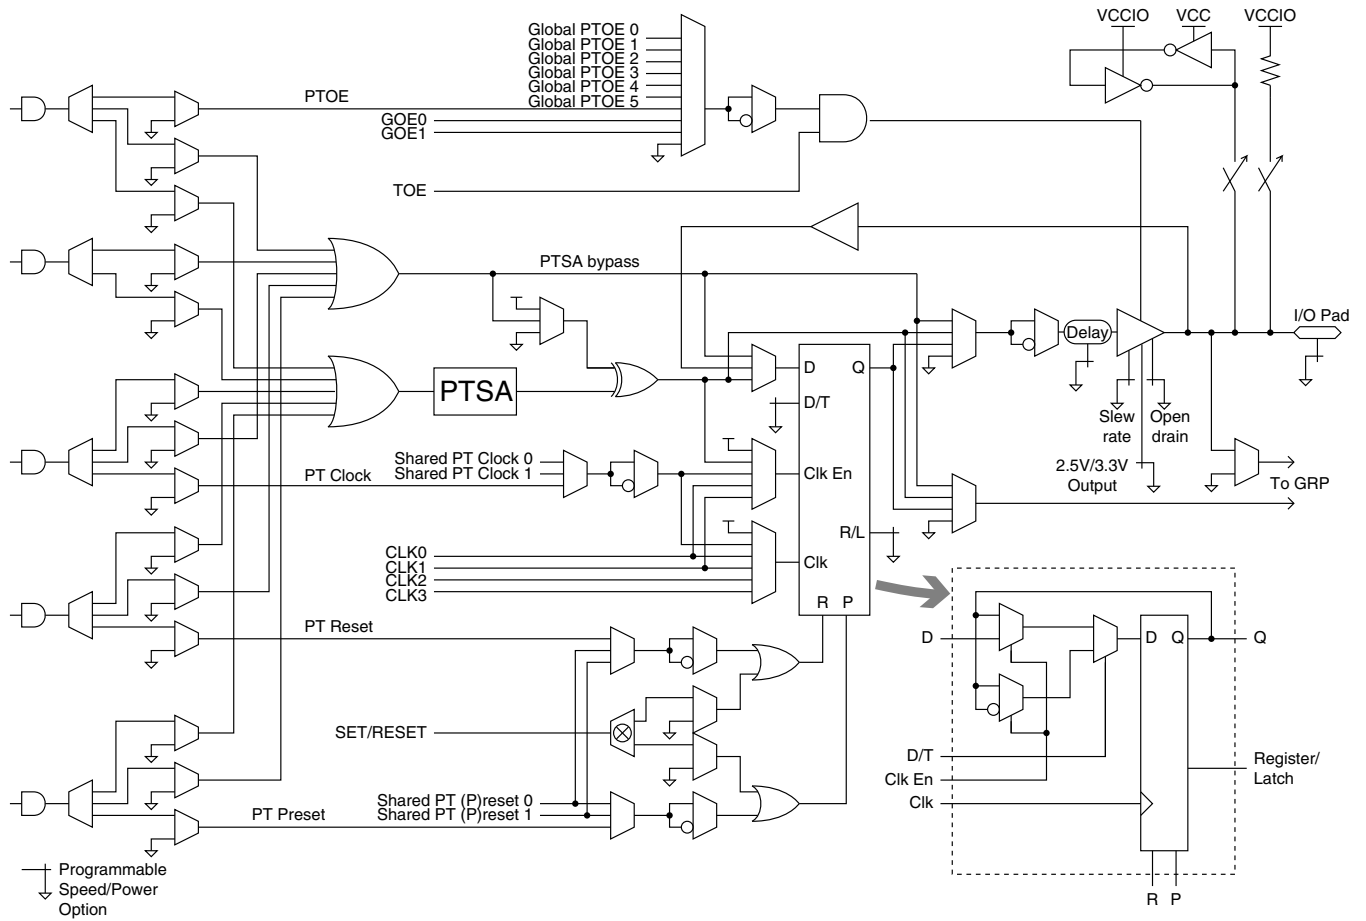 VCCIO VCC VCCIO
Global PTOE 0
Global PTOE 1
Global PTOE 2
Global PTOE 3
Global PTOE 4
Global PTOE 5
PTOE
GOE0
GOE1
TOE
PTSA bypass
I/O Pad
Delay
D Q
PTSA
D/T
Slew
rate
Open
drain
Shared PT Clock 0
Shared PT Clock 1
PT Clock
Clk En
2.5V/3.3V
Output
To GRP
R/L
CLK0
CLK1
CLK2
CLK3
Clk
R P
PT Reset
D D Q Q
SET/RESET
D/T
Clk En
Clk
Register/
Latch
Shared PT (P)reset 0
Shared PT (P)reset 1
PT Preset
R P
Programmable
Speed/Power
Option